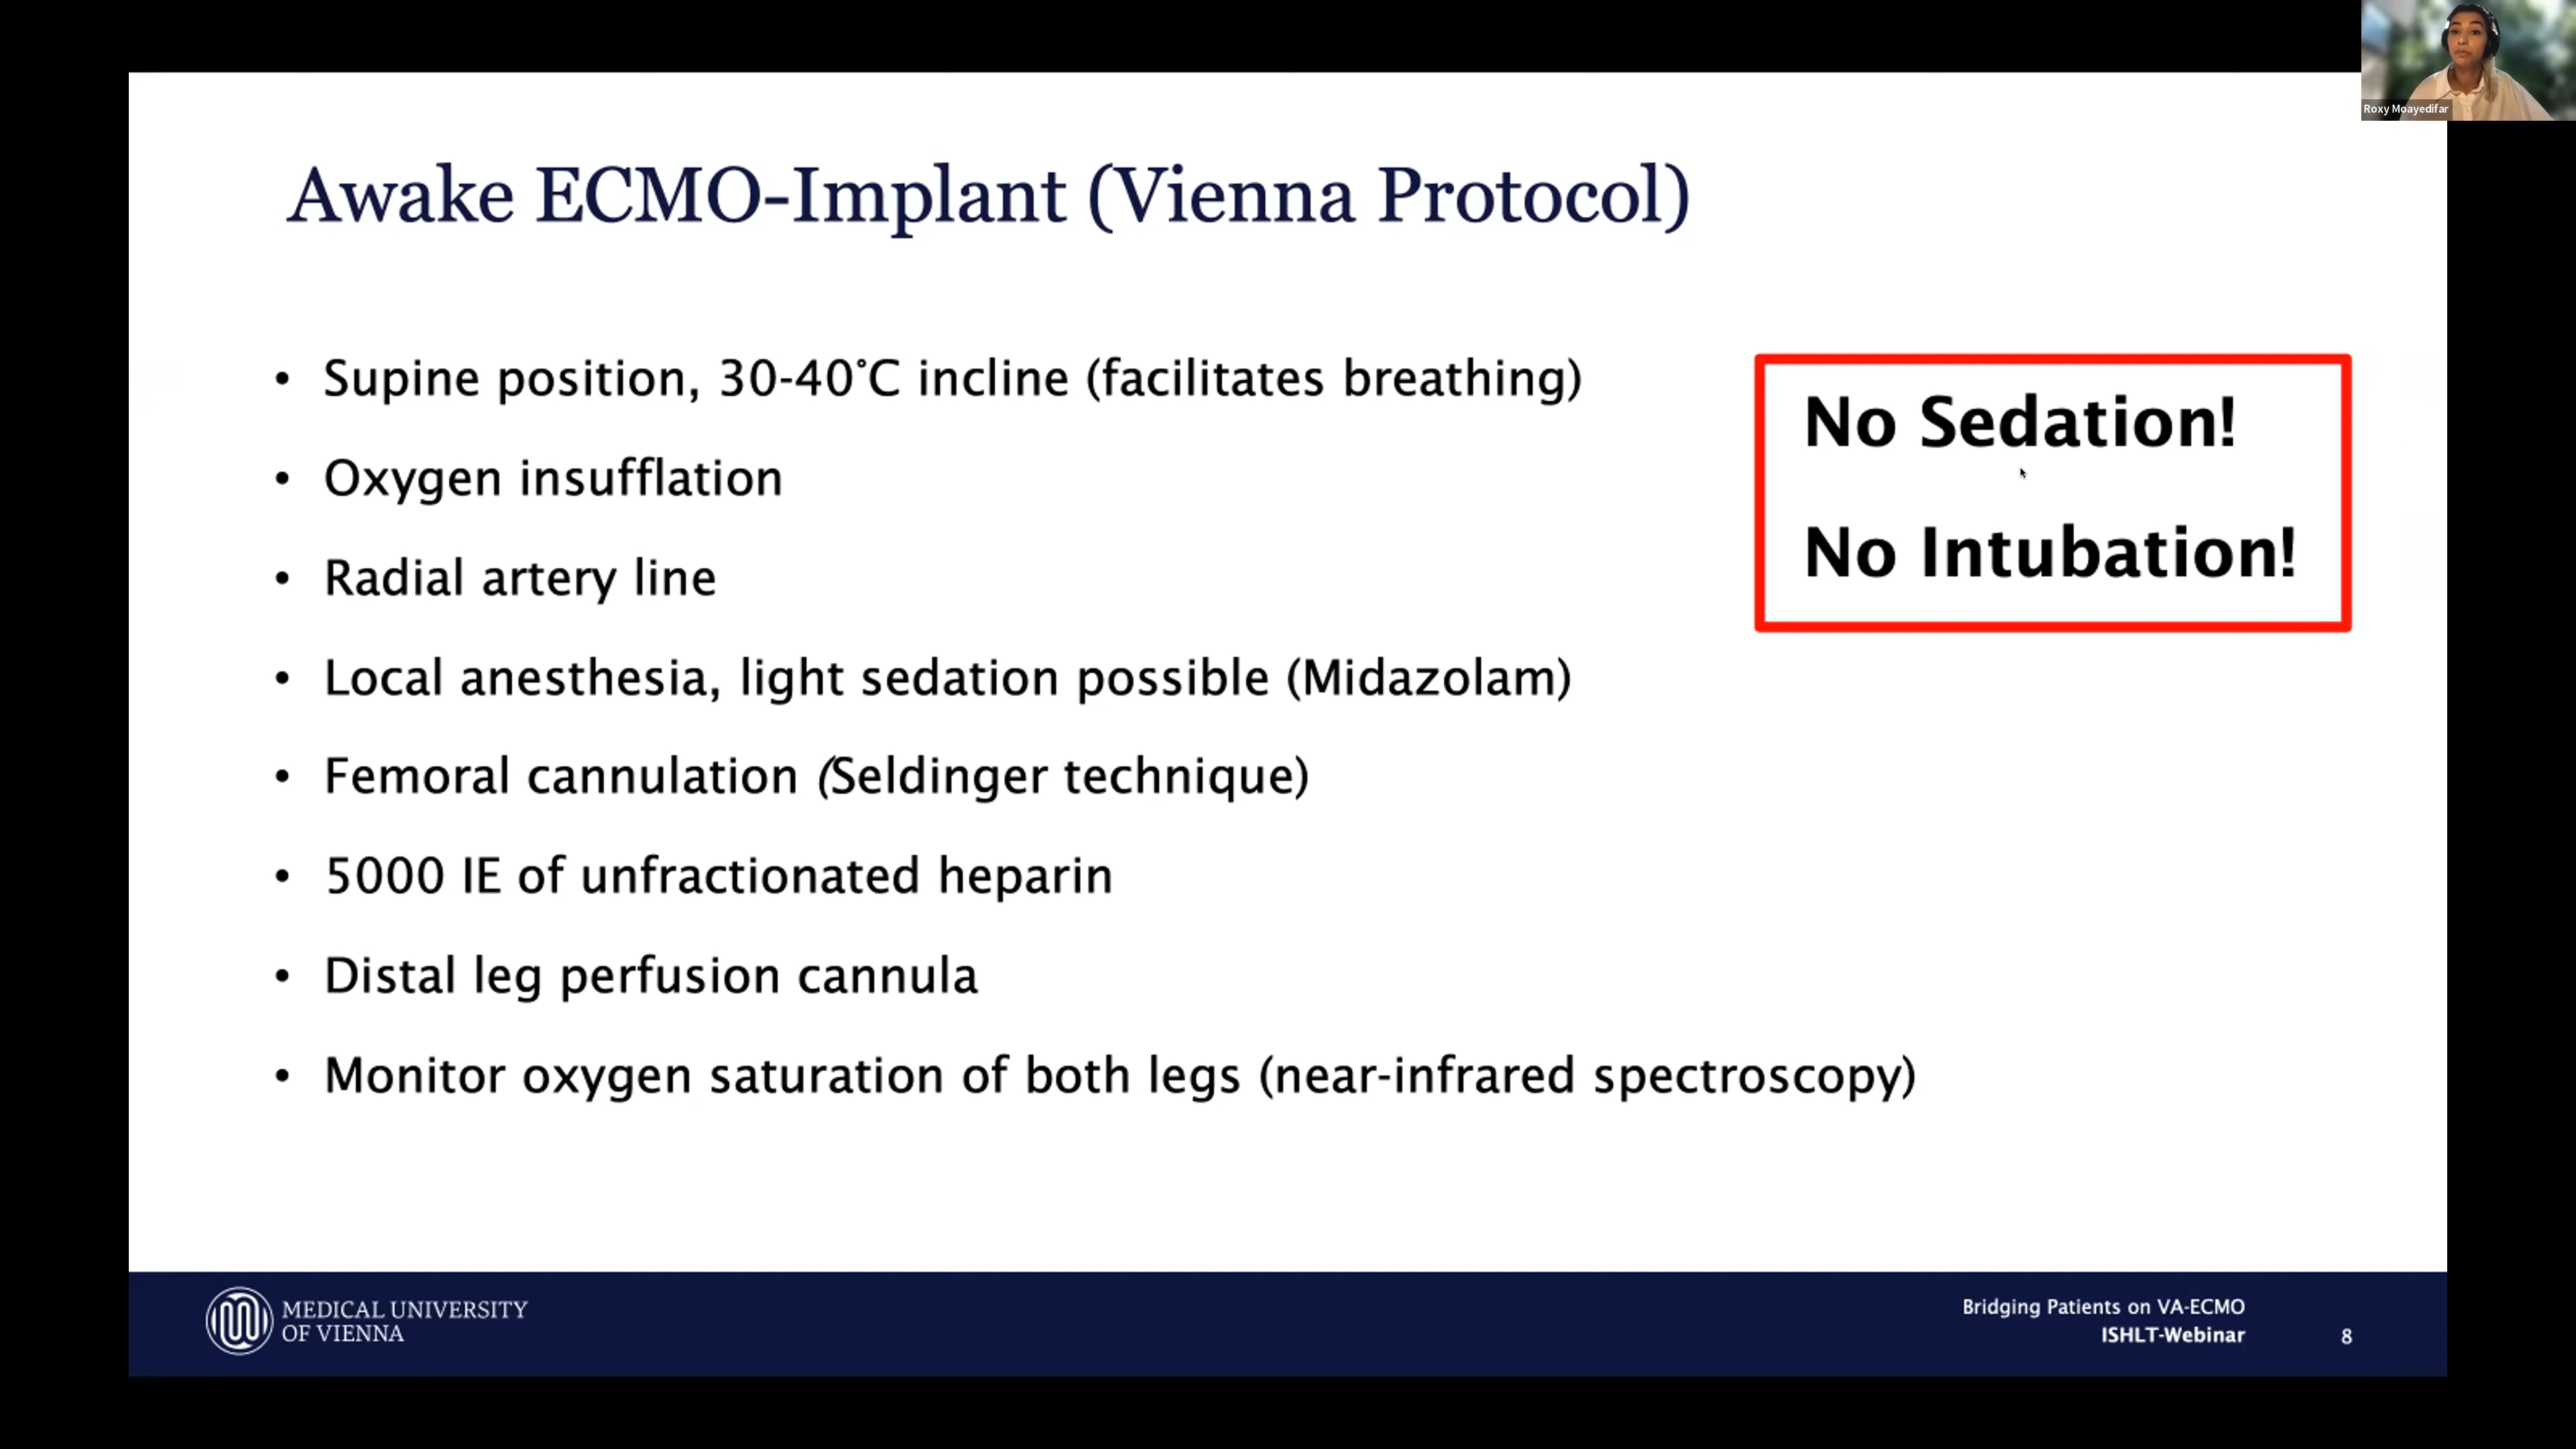 Roxy Moayedifar
Awake ECMO-Implant (Vienna Protocol)
• Supine position, 30-40°C incline (facilitates breathing)
• Oxygen insufflation
• Radial artery line
• Local anesthesia, light sedation possible (Midazolam)
• Femoral cannulation (Seldinger technique)
• 5000 IE of unfractionated heparin
• Distal leg perfusion cannula
• Monitor oxygen saturation of both legs (near-infrared spectroscopy)
No Sedation!
No Intubation!
MEDICAL UNIVERSITY
OF VIENNA
Bridging Patients on VA-ECMO
ISHLT-Webinar
8